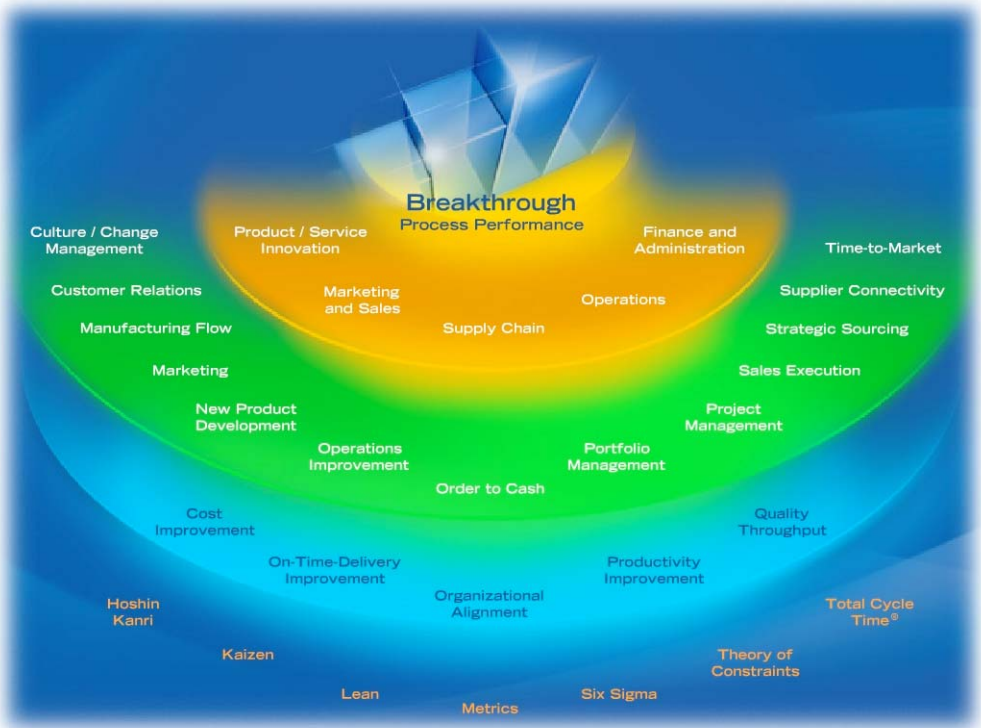 Breakthrough
Process Performance
Product / Service
Innovation
Marketing
and Sales
Supply Chain
Operations
Finance and
Administration
Culture / Change
Management
Customer Relations
Manufacturing Flow
Marketing
New Product
Development
Operations
Improvement
Order to Cash
Portfolio
Management
Project
Management
Sales Execution
Strategic Sourcing
Supplier Connectivity
Time-to-Market
Cost
Improvement
On-Time-Delivery
Improvement
Organizational
Alignment
Productivity
Improvement
Quality
Throughput
Hoshin
Kanri
Kaizen
Lean
Metrics
Six Sigma
Theory of
Constraints
Total Cycle
Time®